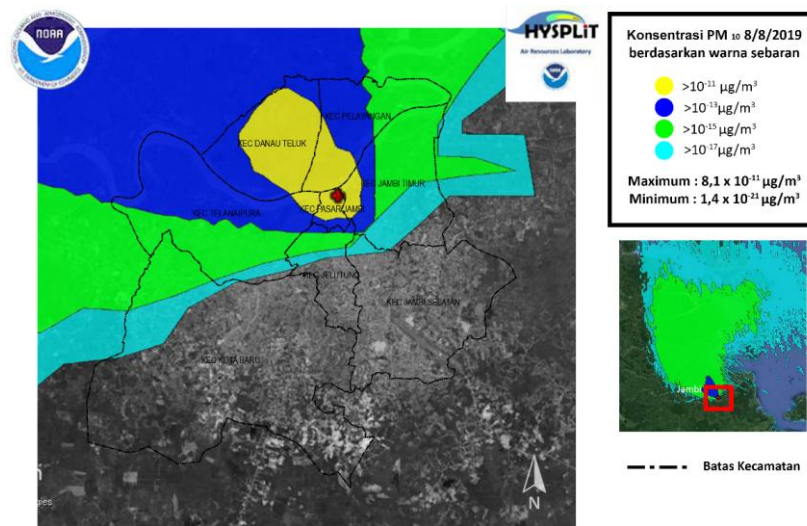 NOAA
HYSPLIT
Air Resources Laboratory
KEC PELAYANGAN
KEC DANAU TELUK
KEC JAMBI TIMUR
KEC PASAR JAMBI
KEC TELANAIPURA
KEC JELUTUNG
KEC JAMBI SELATAN
KEC KOTA BARU
N
Konsentrasi PM 10 8/8/2019
berdasarkan warna sebaran
>10⁻¹¹ µg/m³
>10⁻¹³ µg/m³
>10⁻¹⁵ µg/m³
>10⁻¹⁷ µg/m³
Maximum : 8,1 x 10⁻¹¹ µg/m³
Minimum : 1,4 x 10⁻²¹ µg/m³
Jambi
Batas Kecamatan